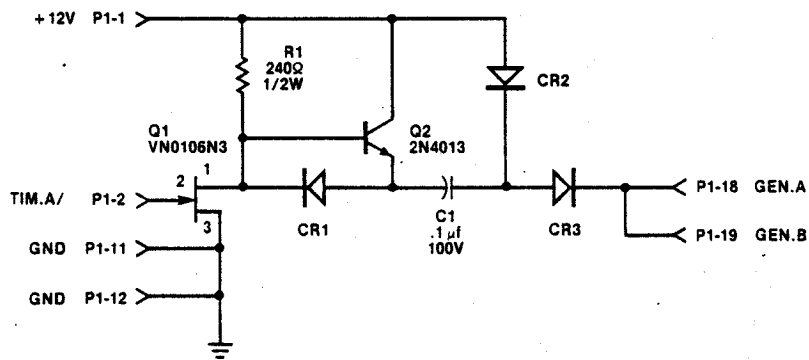 +12V P1-1
R1
240Ω
1/2W
CR2
Q1
VN0106N3
Q2
2N4013
1
TIM.A/ P1-2 2
3
CR1
C1
.1 µf
100V
CR3
P1-18 GEN.A
P1-19 GEN.B
GND P1-11
GND P1-12